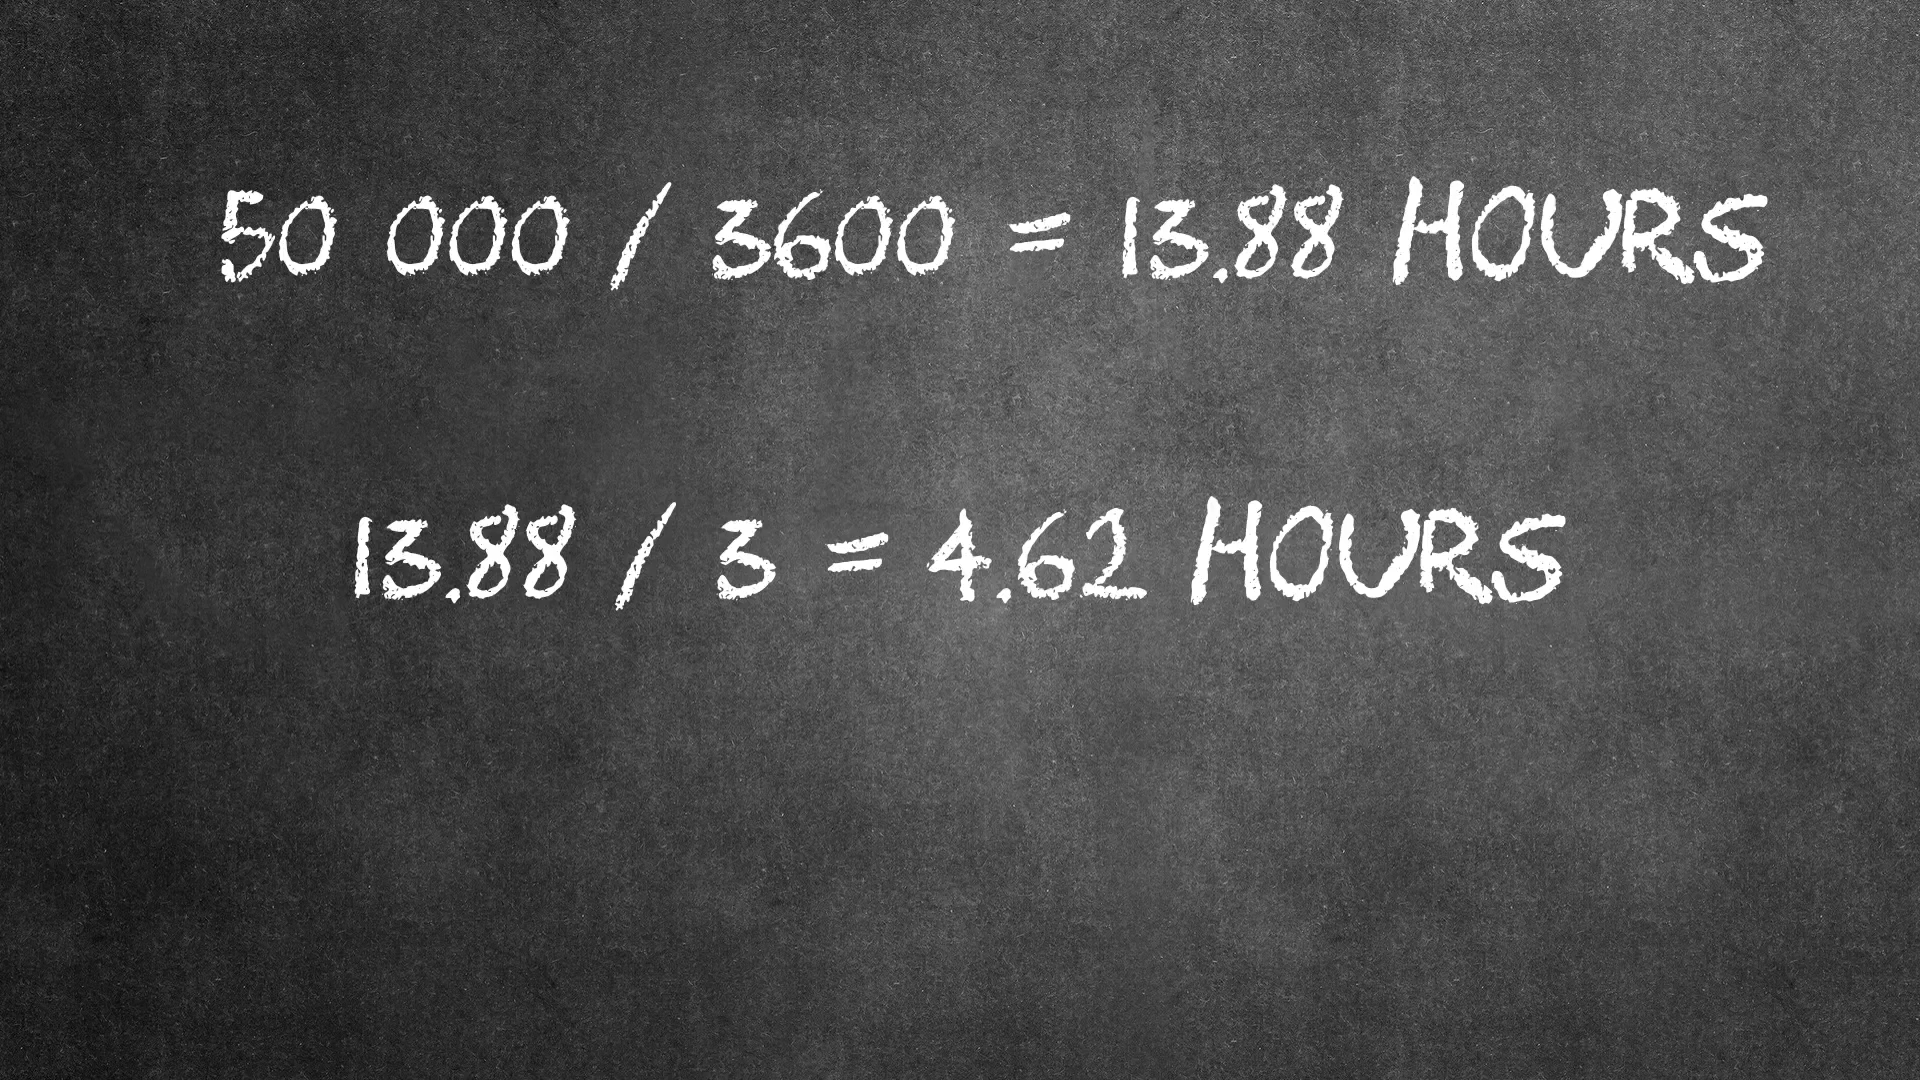 50 000 / 3600 = 13.88 HOURS
13.88 / 3 = 4.62 HOURS